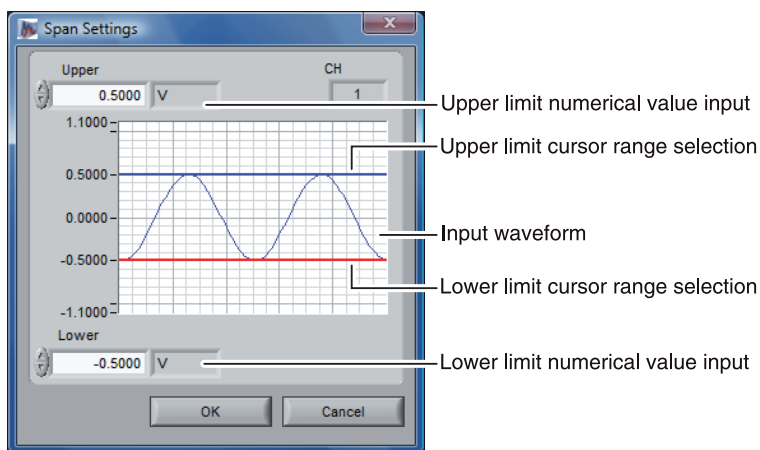 Span Settings
x
Upper
CH
0.5000 V
1
Upper limit numerical value input
1.1000
Upper limit cursor range selection
0.5000
0.0000
Input waveform
-0.5000
Lower limit cursor range selection
-1.1000
Lower
-0.5000 V
Lower limit numerical value input
OK
Cancel